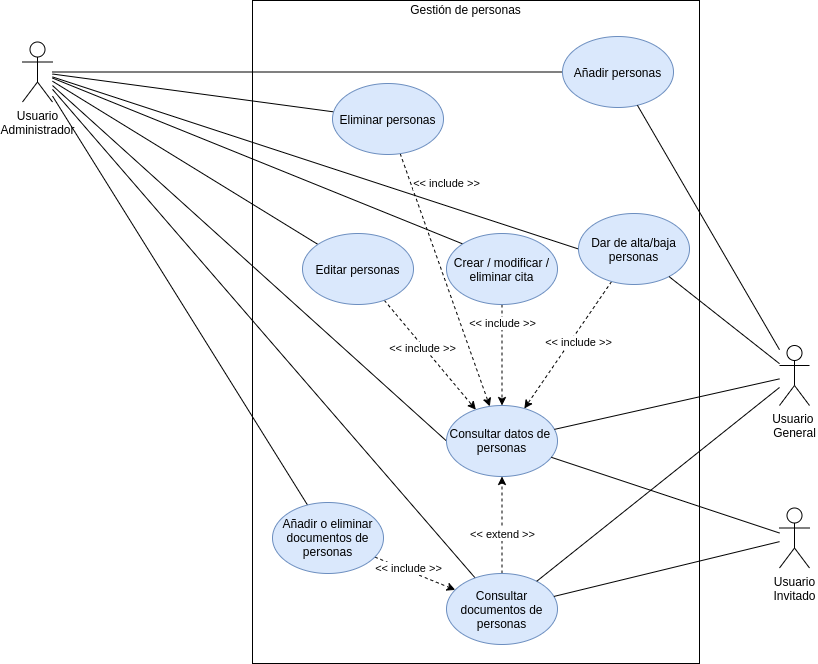 Gestión de personas
Usuario
Administrador
Añadir personas
Eliminar personas
<< include >>
Editar personas
Crear / modificar /
eliminar cita
Dar de alta/baja
personas
<< include >>
<< include >>
<< include >>
Usuario
General
Consultar datos de
personas
Añadir o eliminar
documentos de
personas
<< extend >>
<< include >>
Consultar
documentos de
personas
Usuario
Invitado